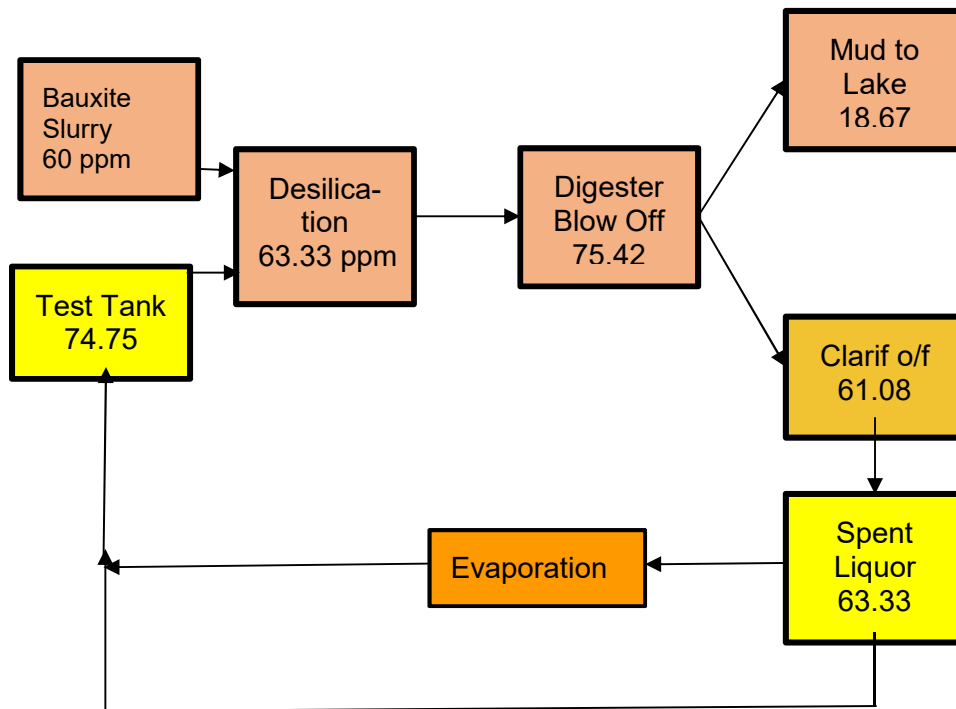 Bauxite
Slurry
60 ppm
Desilica-
tion
63.33 ppm
Digester
Blow Off
75.42
Mud to
Lake
18.67
Test Tank
74.75
Clarif o/f
61.08
Evaporation
Spent
Liquor
63.33